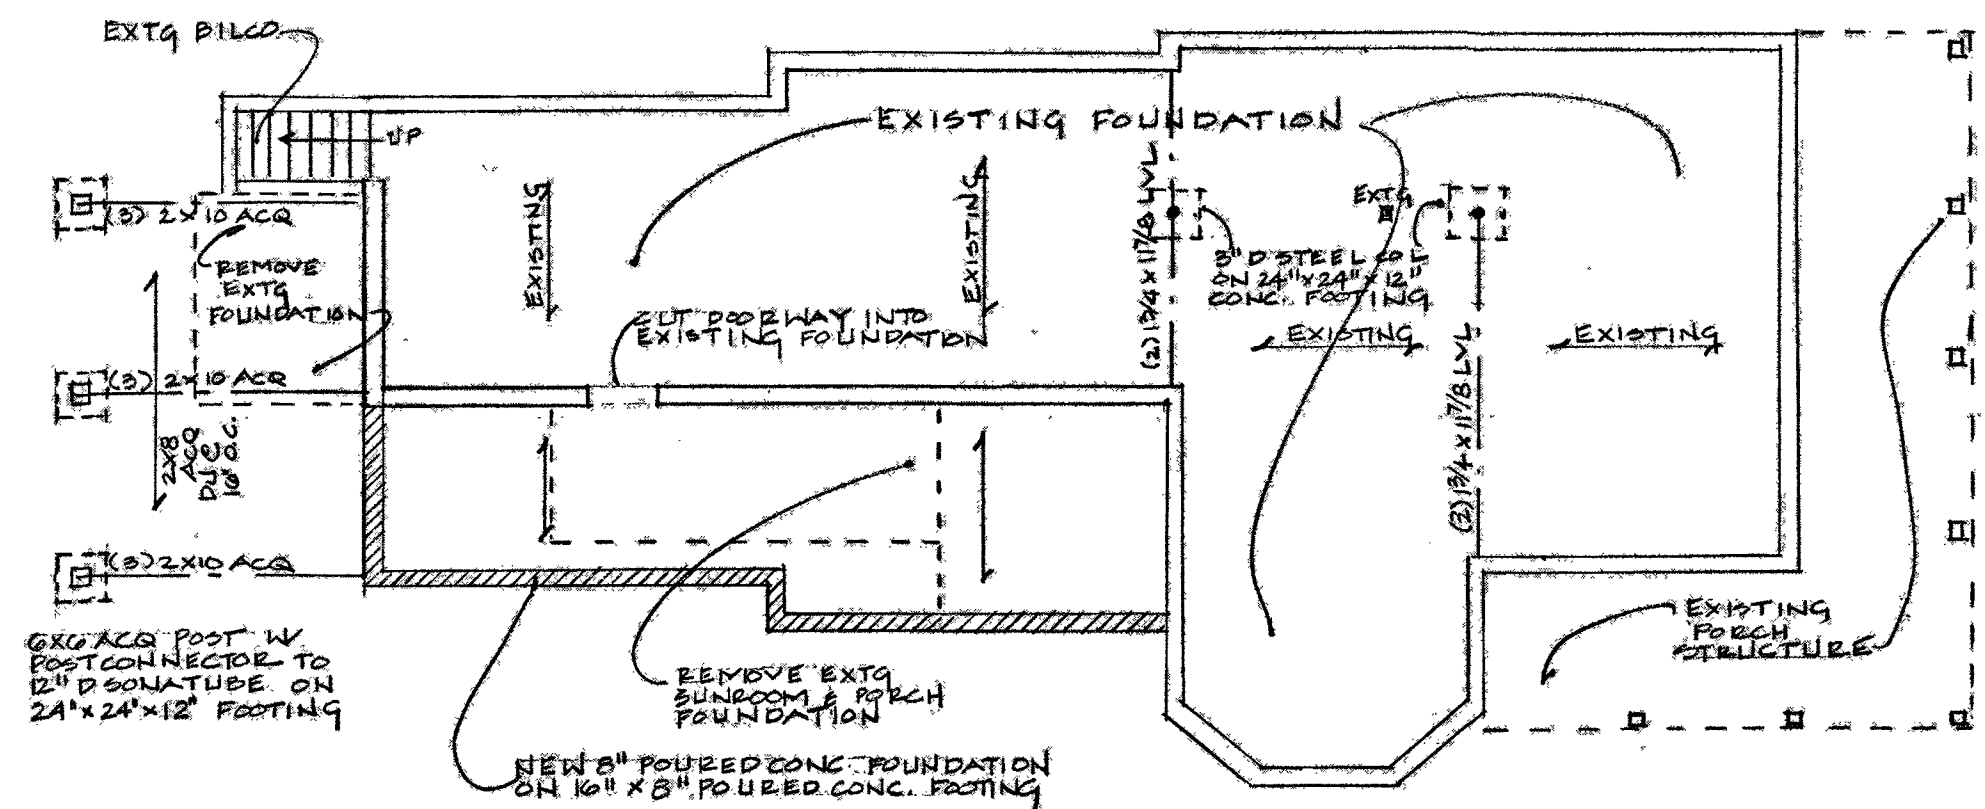 EXTG BILCO
UP
EXISTING FOUNDATION
(3) 2X10 ACQ
REMOVE
EXTG
FOUNDATION
EXISTING
EXISTING
(2) 1 3/4 X 11 7/8 LVL
EXTG
3" D STEEL COL
ON 24"x24"x12"
CONC. FOOTING
CUT DOORWAY INTO
EXISTING FOUNDATION
EXISTING
EXISTING
(3) 2X10 ACQ
2X8
ACQ
DJ @
16" O.C.
(2) 1 3/4 X 11 7/8 LVL
(3) 2X10 ACQ
6X6 ACQ POST W/
POST CONNECTOR TO
12" D SONATUBE ON
24"x24"x12" FOOTING
REMOVE EXTG
SUNROOM & PORCH
FOUNDATION
EXISTING
PORCH
STRUCTURE
NEW 8" POURED CONC. FOUNDATION
ON 16" X 8" POURED CONC. FOOTING